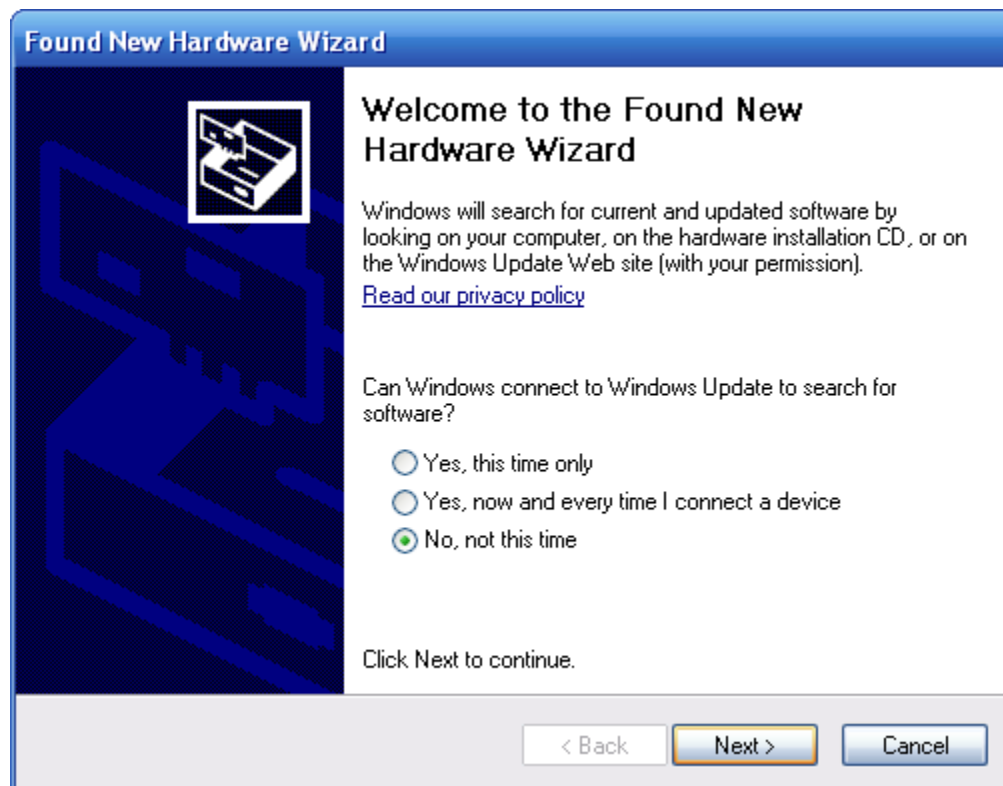 Found New Hardware Wizard
Welcome to the Found New
Hardware Wizard
Windows will search for current and updated software by
looking on your computer, on the hardware installation CD, or on
the Windows Update Web site (with your permission).
Read our privacy policy
Can Windows connect to Windows Update to search for
software?
Yes, this time only
Yes, now and every time I connect a device
No, not this time
Click Next to continue.
< Back Next > Cancel